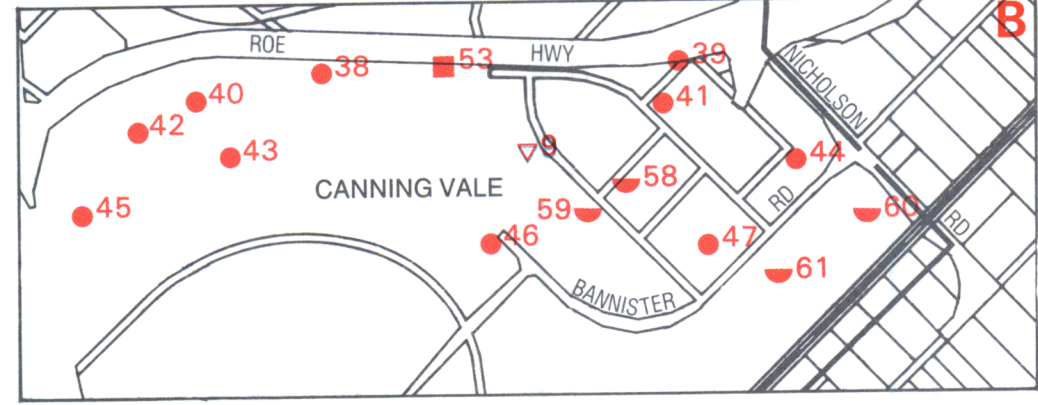 B
ROE HWY
38
53
39
NICHOLSON
40
41
42
43
9
44
CANNING VALE
58
45
59
RD
60
46
47
RD
61
BANNISTER